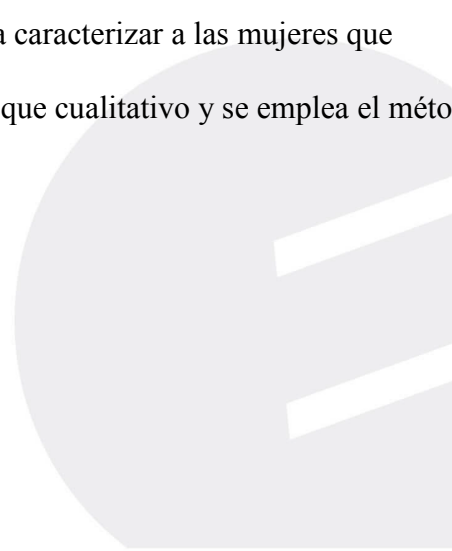 a caracterizar a las mujeres que
que cualitativo y se emplea el méto